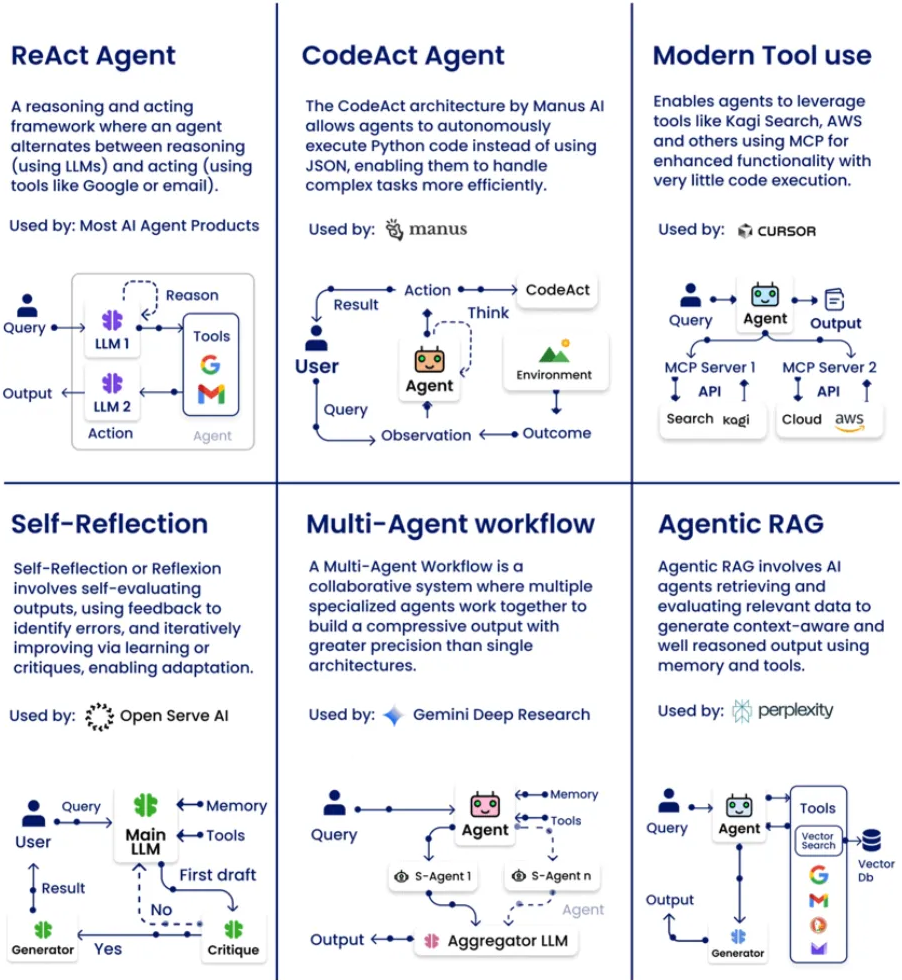 ReAct Agent
A reasoning and acting
framework where an agent
alternates between reasoning
(using LLMs) and acting (using
tools like Google or email).
Used by: Most AI Agent Products
Reason
Query
LLM 1
Tools
Output
LLM 2
Action
Agent
CodeAct Agent
The CodeAct architecture by Manus AI
allows agents to autonomously
execute Python code instead of using
JSON, enabling them to handle
complex tasks more efficiently.
Used by: manus
Action
CodeAct
Result
Think
User
Agent
Environment
Query
Observation
Outcome
Modern Tool use
Enables agents to leverage
tools like Kagi Search, AWS
and others using MCP for
enhanced functionality with
very little code execution.
Used by: CURSOR
Query
Agent
Output
MCP Server 1
MCP Server 2
API
API
Search kagi
Cloud aws
Self-Reflection
Self-Reflection or Reflexion
involves self-evaluating
outputs, using feedback to
identify errors, and iteratively
improving via learning or
critiques, enabling adaptation.
Used by: Open Serve AI
Query
Memory
User
Main
LLM
Tools
First draft
Result
No
Generator
Yes
Critique
Multi-Agent workflow
A Multi-Agent Workflow is a
collaborative system where multiple
specialized agents work together to
build a compressive output with
greater precision than single
architectures.
Used by: Gemini Deep Research
Memory
Query
Agent
Tools
S-Agent 1
S-Agent n
Agent
Output
Aggregator LLM
Agentic RAG
Agentic RAG involves AI
agents retrieving and
evaluating relevant data to
generate context-aware and
well reasoned output using
memory and tools.
Used by: perplexity
Query
Agent
Tools
Vector
Search
Vector
Db
Output
Generator